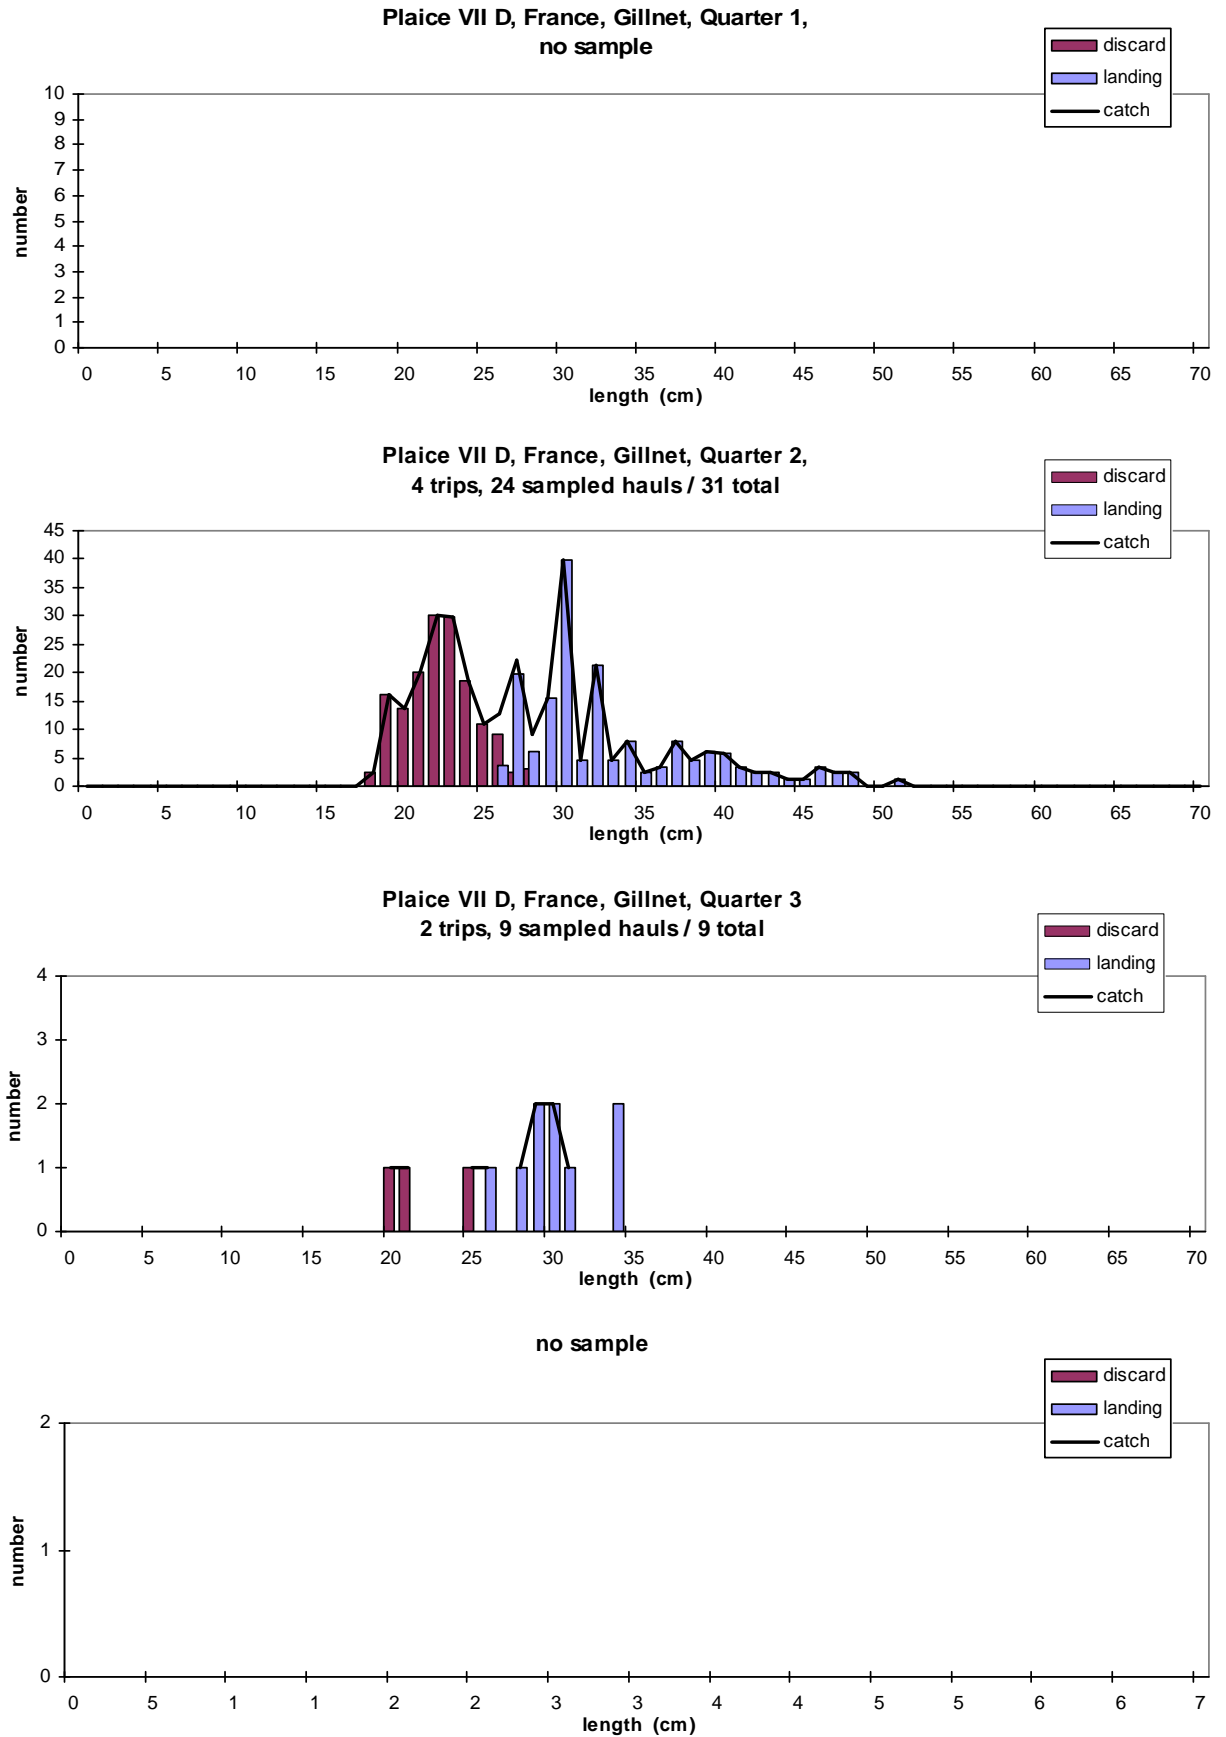 Plaice VII D, France, Gillnet, Quarter 1,
no sample
discard
landing
catch
10
9
8
7
6
5
4
3
2
1
0
number
0 5 10 15 20 25 30 35 40 45 50 55 60 65 70
length (cm)
Plaice VII D, France, Gillnet, Quarter 2,
4 trips, 24 sampled hauls / 31 total
discard
landing
catch
45
40
35
30
25
20
15
10
5
0
number
0 5 10 15 20 25 30 35 40 45 50 55 60 65 70
length (cm)
Plaice VII D, France, Gillnet, Quarter 3
2 trips, 9 sampled hauls / 9 total
discard
landing
catch
4
3
2
1
0
number
0 5 10 15 20 25 30 35 40 45 50 55 60 65 70
length (cm)
no sample
discard
landing
catch
2
1
0
number
0 5 1 1 2 2 3 3 4 4 5 5 6 6 7
length (cm)